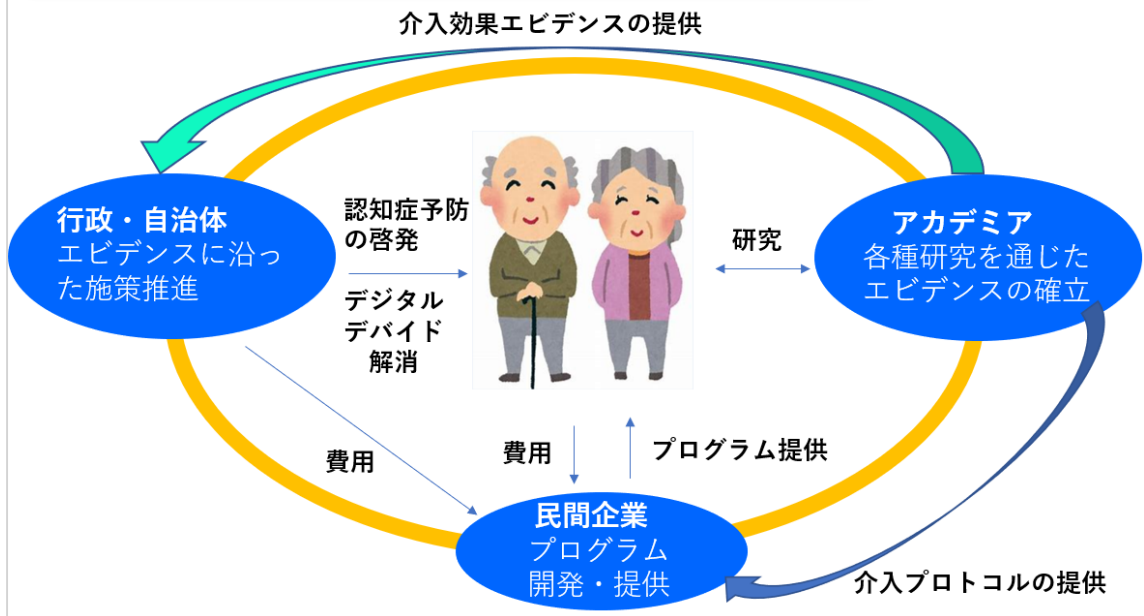 介入効果エビデンスの提供
行政・自治体
エビデンスに沿っ
た施策推進
認知症予防
の啓発
デジタル
デバイド
解消
研究
アカデミア
各種研究を通じた
エビデンスの確立
費用
費用
プログラム提供
民間企業
プログラム
開発・提供
介入プロトコルの提供